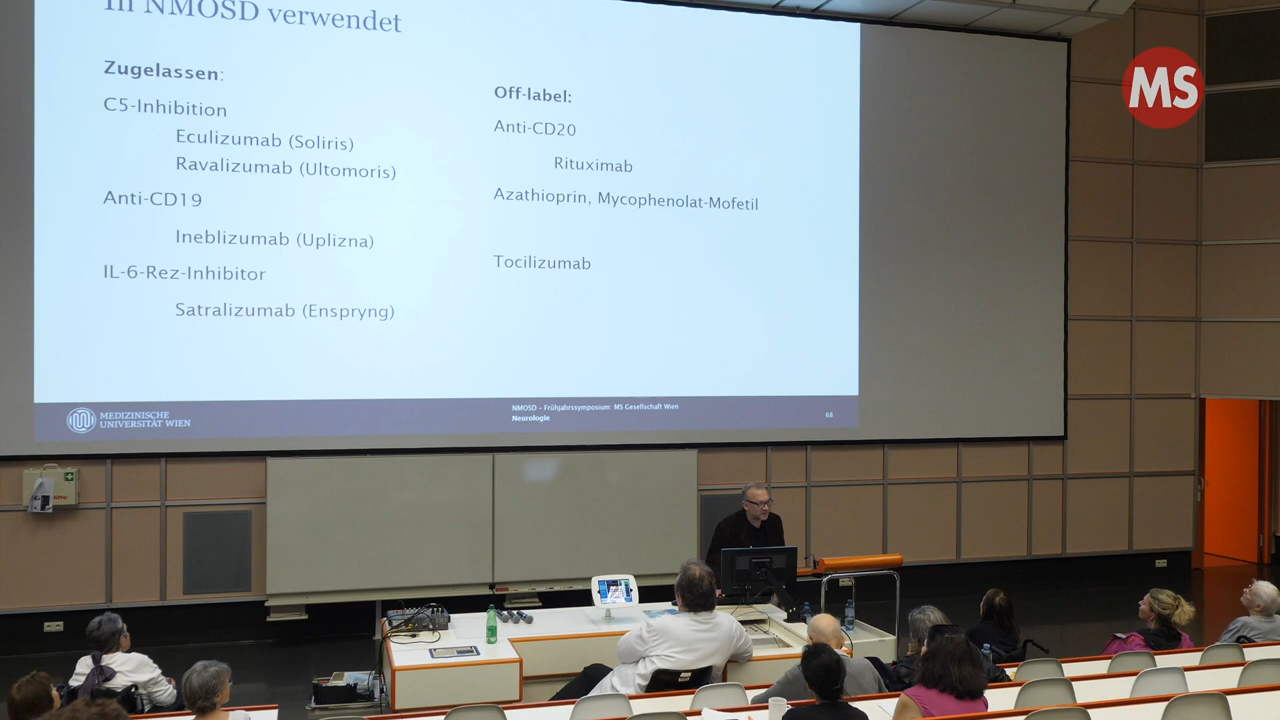 In NMOSD verwendet
Zugelassen:
C5-Inhibition
Eculizumab (Soliris)
Ravalizumab (Ultomoris)
Anti-CD19
Ineblizumab (Uplizna)
IL-6-Rez-Inhibitor
Satralizumab (Enspryng)
Off-label:
Anti-CD20
Rituximab
Azathioprin, Mycophenolat-Mofetil
Tocilizumab
MEDIZINISCHE
UNIVERSITÄT WIEN
NMOSD – Frühjahrssymposium: MS Gesellschaft Wien
Neurologie
68
MS